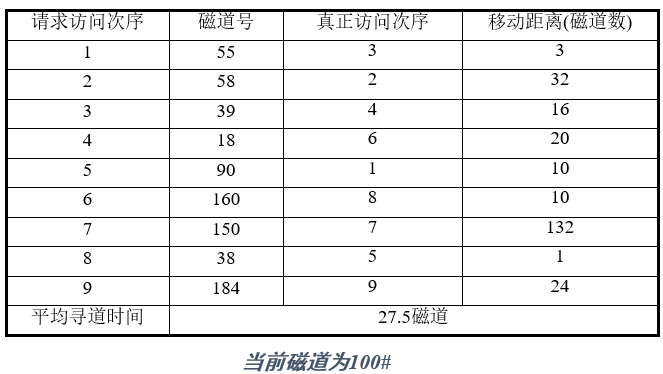 请求访问次序 磁道号 真正访问次序 移动距离(磁道数)
1 55 3 3
2 58 2 32
3 39 4 16
4 18 6 20
5 90 1 10
6 160 8 10
7 150 7 132
8 38 5 1
9 184 9 24
平均寻道时间 27.5磁道
当前磁道为100#